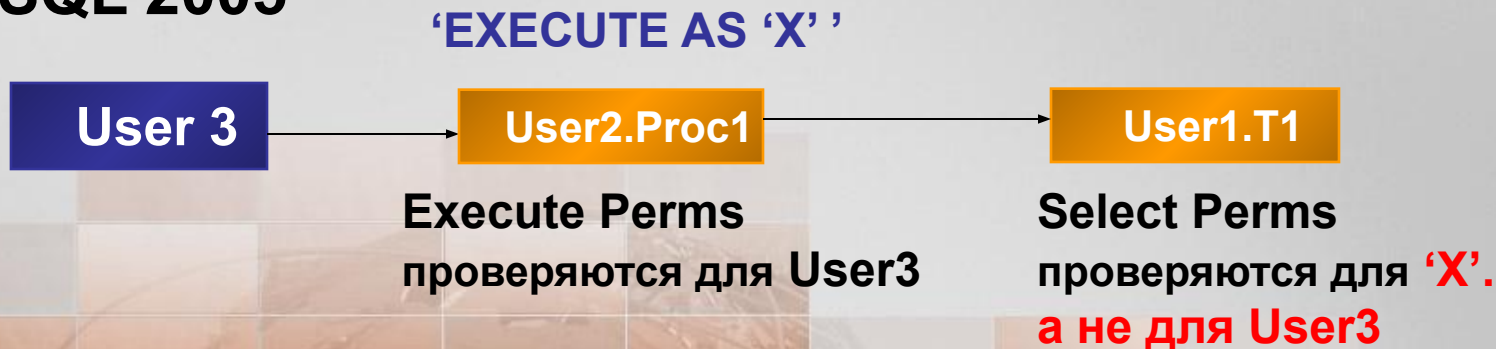 SQL 2005
‘EXECUTE AS ‘X’ ’
User 3
User2.Proc1
User1.T1
Execute Perms
проверяются для User3
Select Perms
проверяются для ‘X’.
а не для User3